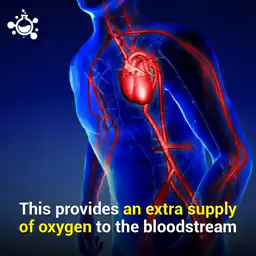 This provides an extra supply
of oxygen to the bloodstream